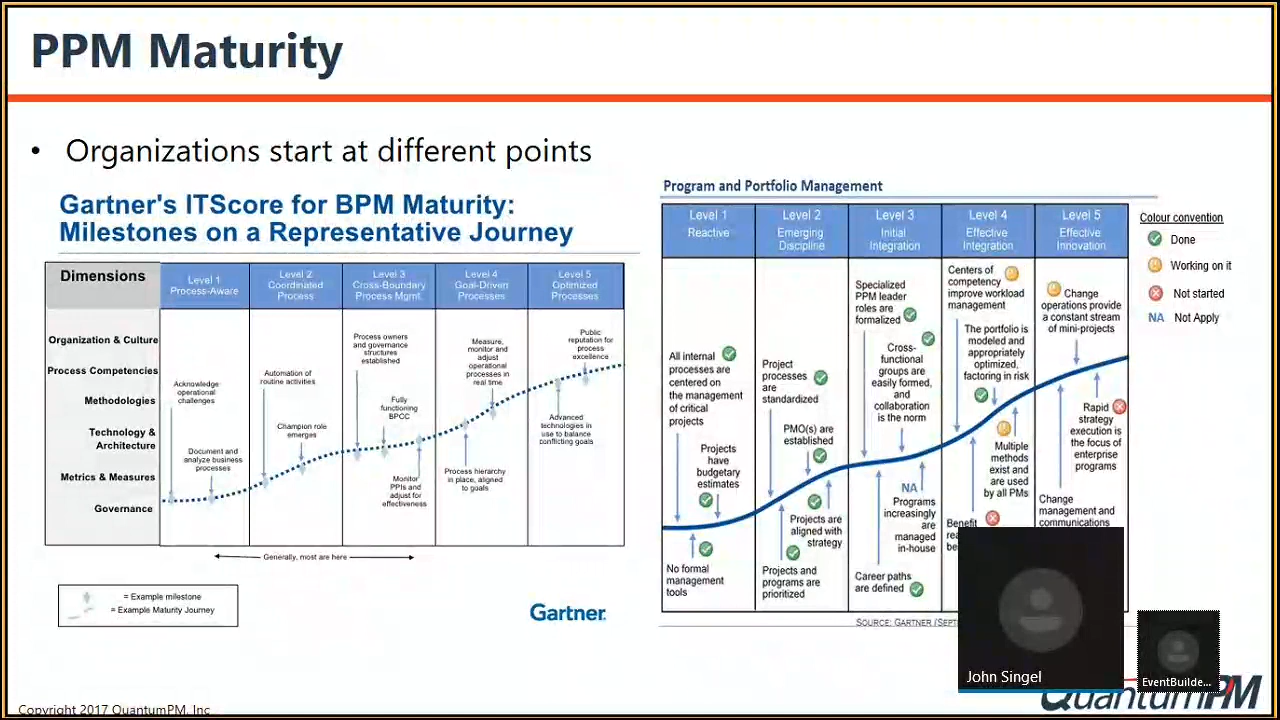 PPM Maturity
• Organizations start at different points
Gartner's ITScore for BPM Maturity:
Milestones on a Representative Journey
Dimensions
Level 1
Process-Aware
Level 2
Coordinated
Process
Level 3
Cross-Boundary
Process Mgmt.
Level 4
Goal-Driven
Processes
Level 5
Optimized
Processes
Organization & Culture
Process Competencies
Methodologies
Technology &
Architecture
Metrics & Measures
Governance
Acknowledge
operational
challenges
Document and
analyze business
processes
Automation of
routine activities
Champion role
emerges
Process owners
and governance
structures
established
Fully
functioning
BPCC
Monitor
PPIs and
adjust for
effectiveness
Measure,
monitor and
adjust
operational
processes in
real time
Process hierarchy
in place, aligned
to goals
Public
reputation for
process
excellence
Advanced
technologies in
use to balance
conflicting goals
Generally, most are here
= Example milestone
= Example Maturity Journey
Gartner.
Program and Portfolio Management
Level 1
Reactive
Level 2
Emerging
Discipline
Level 3
Initial
Integration
Level 4
Effective
Integration
Level 5
Effective
Innovation
All internal
processes are
centered on
the management
of critical
projects
Projects
have
budgetary
estimates
No formal
management
tools
Project
processes
are
standardized
PMO(s) are
established
Projects are
aligned with
strategy
Projects and
programs are
prioritized
Specialized
PPM leader
roles are
formalized
Cross-
functional
groups are
easily formed,
and
collaboration
is the norm
NA
Programs
increasingly
are
managed
in-house
Career paths
are defined
Centers of
competency
improve workload
management
The portfolio is
modeled and
appropriately
optimized,
factoring in risk
Multiple
methods
exist and
are used
by all PMs
Benefit
Change
operations provide
a constant stream
of mini-projects
Rapid
strategy
execution is
the focus of
enterprise
programs
Change
management and
communications
SOURCE: GARTNER
Colour convention
Done
Working on it
Not started
NA Not Apply
John Singel
EventBuilde...
QuantumPM
Copyright 2017 QuantumPM, Inc